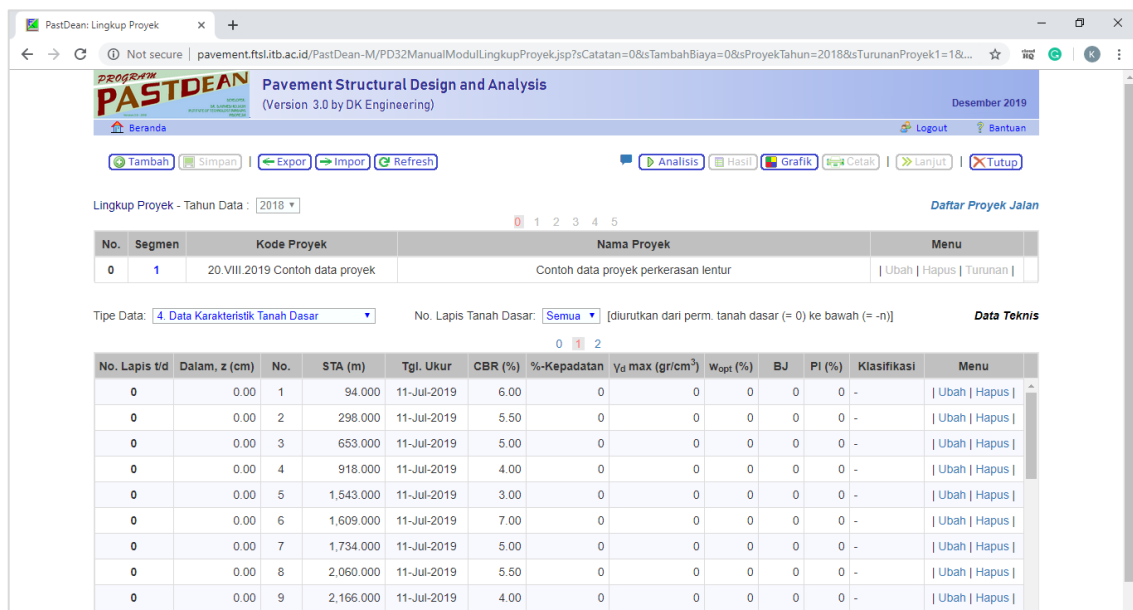 PastDean: Lingkup Proyek
Not secure | pavement.ftsl.itb.ac.id/PastDean-M/PD32ManualModulLingkupProyek.jsp?sCatatan=0&sTambahBiaya=0&sProyekTahun=2018&sTurunanProyek1=1&...
K
PROGRAM
PASTDEAN
Pavement Structural Design and Analysis
(Version 3.0 by DK Engineering)
Desember 2019
Beranda Logout Bantuan
Tambah Simpan | Expor Impor Refresh Analisis Hasil Grafik Cetak | Lanjut | Tutup
Lingkup Proyek - Tahun Data : 2018 Daftar Proyek Jalan
0 1 2 3 4 5
No. Segmen Kode Proyek Nama Proyek Menu
0 1 20.VIII.2019 Contoh data proyek Contoh data proyek perkerasan lentur | Ubah | Hapus | Turunan |
Tipe Data: 4. Data Karakteristik Tanah Dasar No. Lapis Tanah Dasar: Semua [diurutkan dari perm. tanah dasar (= 0) ke bawah (= -n)] Data Teknis
0 1 2
No. Lapis t/d Dalam, z (cm) No. STA (m) Tgl. Ukur CBR (%) %-Kepadatan γd max (gr/cm³) wopt (%) BJ PI (%) Klasifikasi Menu
0 0.00 1 94.000 11-Jul-2019 6.00 0 0 0 0 0 - | Ubah | Hapus |
0 0.00 2 298.000 11-Jul-2019 5.50 0 0 0 0 0 - | Ubah | Hapus |
0 0.00 3 653.000 11-Jul-2019 5.00 0 0 0 0 0 - | Ubah | Hapus |
0 0.00 4 918.000 11-Jul-2019 4.00 0 0 0 0 0 - | Ubah | Hapus |
0 0.00 5 1,543.000 11-Jul-2019 3.00 0 0 0 0 0 - | Ubah | Hapus |
0 0.00 6 1,609.000 11-Jul-2019 7.00 0 0 0 0 0 - | Ubah | Hapus |
0 0.00 7 1,734.000 11-Jul-2019 5.00 0 0 0 0 0 - | Ubah | Hapus |
0 0.00 8 2,060.000 11-Jul-2019 5.50 0 0 0 0 0 - | Ubah | Hapus |
0 0.00 9 2,166.000 11-Jul-2019 4.00 0 0 0 0 0 - | Ubah | Hapus |